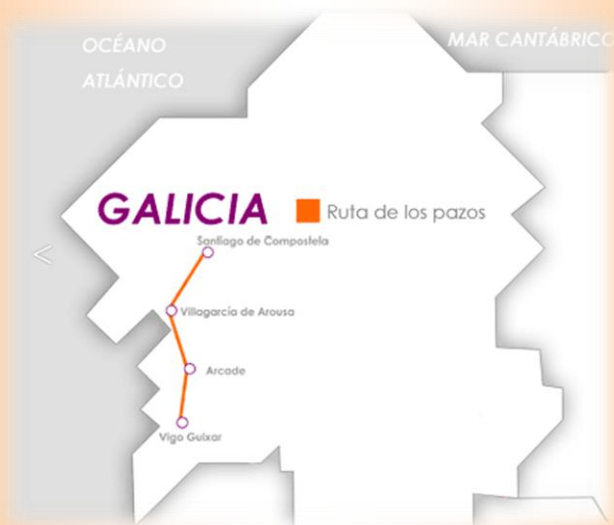 OCÉANO
ATLÁNTICO
MAR CANTÁBRICO
GALICIA
Ruta de los pazos
Santiago de Compostela
Villagarcía de Arousa
Arcade
Vigo Guixar